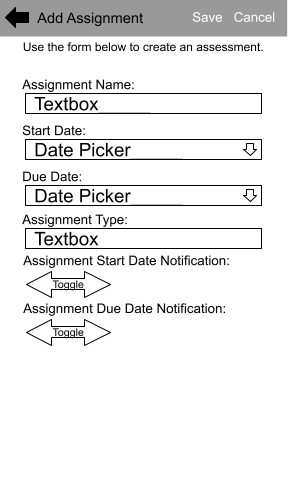 Add Assignment Save Cancel
Use the form below to create an assessment.
Assignment Name:
Textbox_____
Start Date:
Date Picker_____
Due Date:
Date Picker_____
Assignment Type:
Textbox
Assignment Start Date Notification:
Toggle
Assignment Due Date Notification:
Toggle